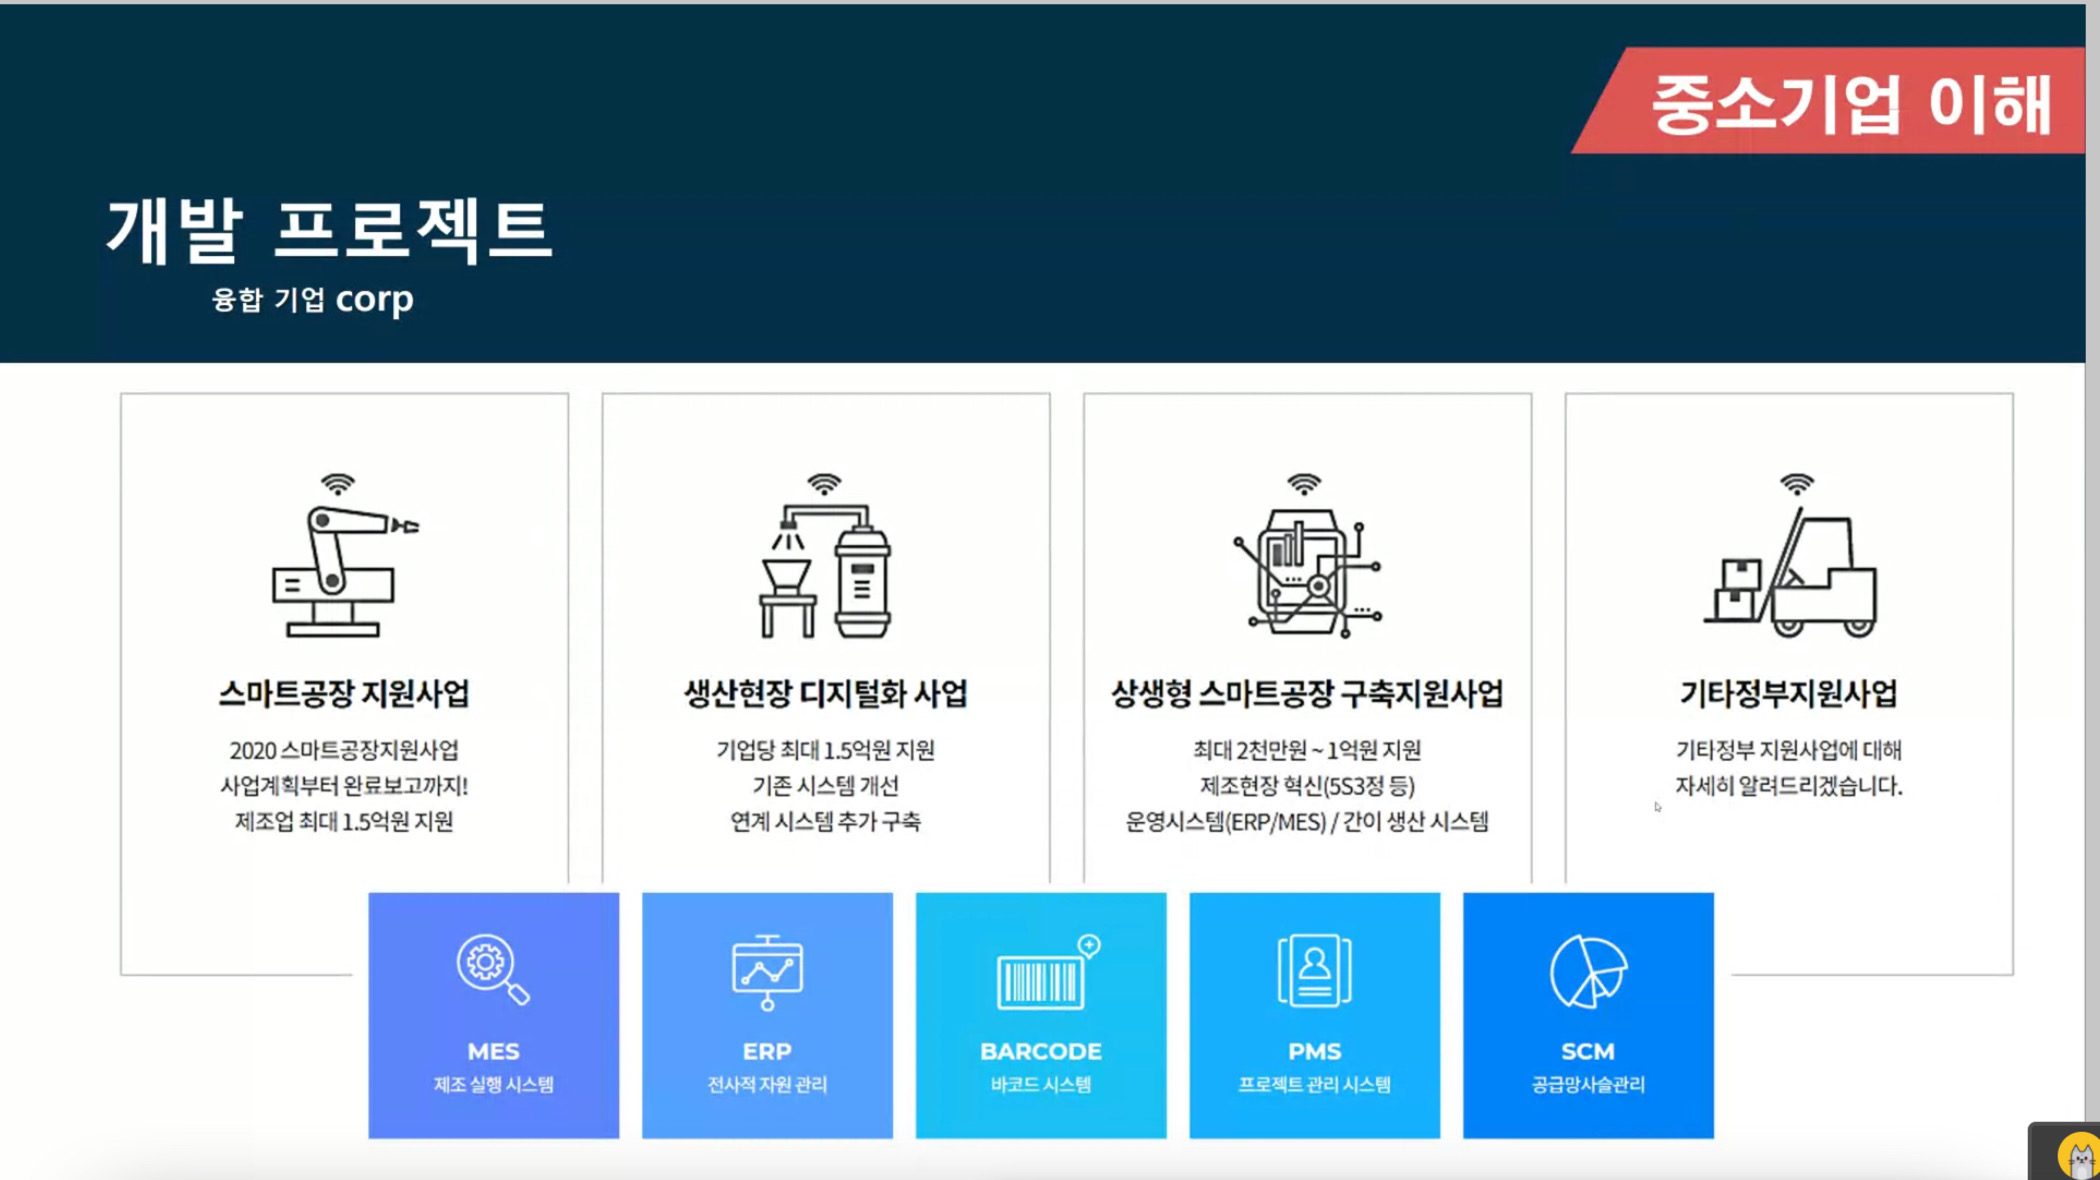 중소기업 이해
개발 프로젝트
융합 기업 corp
스마트공장 지원사업
2020 스마트공장지원사업
사업계획부터 완료보고까지!
제조업 최대 1.5억원 지원
생산현장 디지털화 사업
기업당 최대 1.5억원 지원
기존 시스템 개선
연계 시스템 추가 구축
상생형 스마트공장 구축지원사업
최대 2천만원 ~ 1억원 지원
제조현장 혁신(5S3정 등)
운영시스템(ERP/MES) / 간이 생산 시스템
기타정부지원사업
기타정부 지원사업에 대해
자세히 알려드리겠습니다.
MES
제조 실행 시스템
ERP
전사적 자원 관리
BARCODE
바코드 시스템
PMS
프로젝트 관리 시스템
SCM
공급망사슬관리